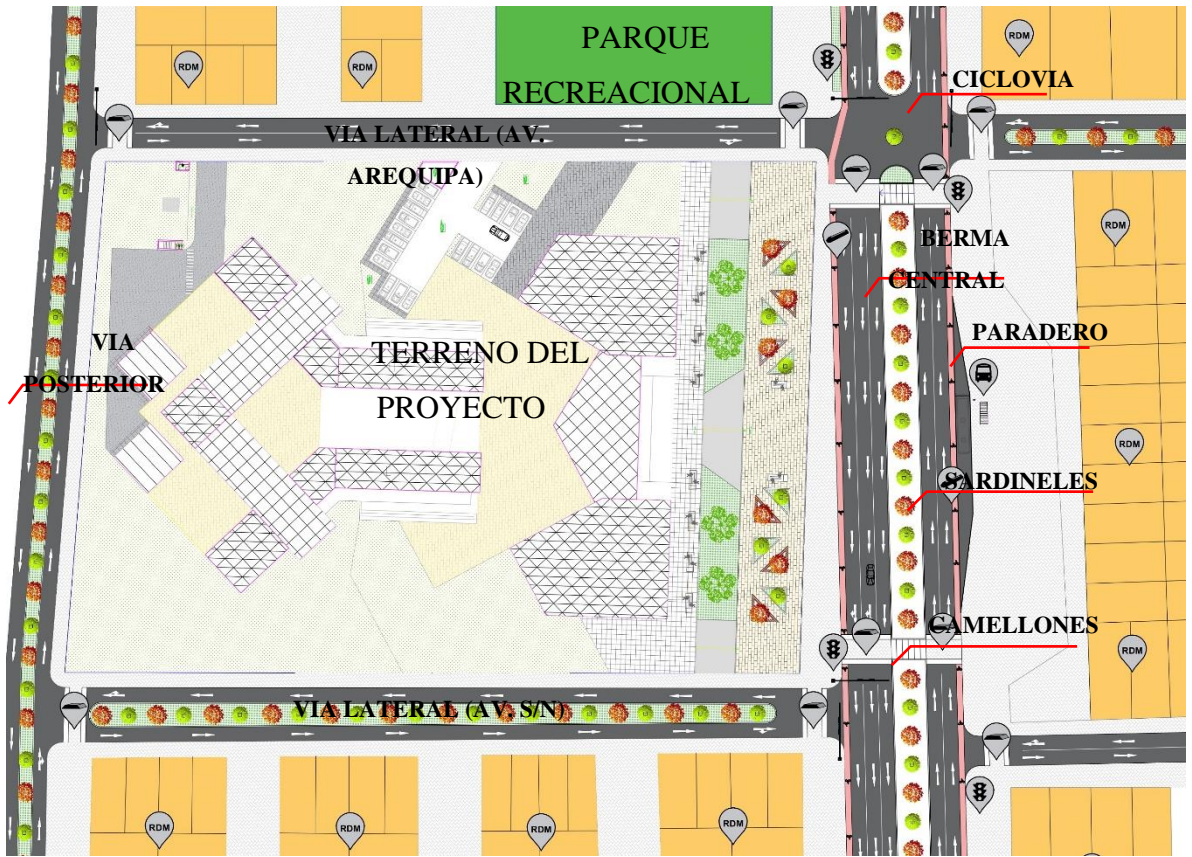 PARQUE
RECREACIONAL
RDM
RDM
RDM
CICLOVIA
VIA LATERAL (AV.
AREQUIPA)
RDM
BERMA
CENTRAL
VIA
POSTERIOR
TERRENO DEL
PROYECTO
PARADERO
RDM
SARDINELES
CAMELLONES
RDM
VIA LATERAL (AV. S/N)
RDM
RDM
RDM
RDM